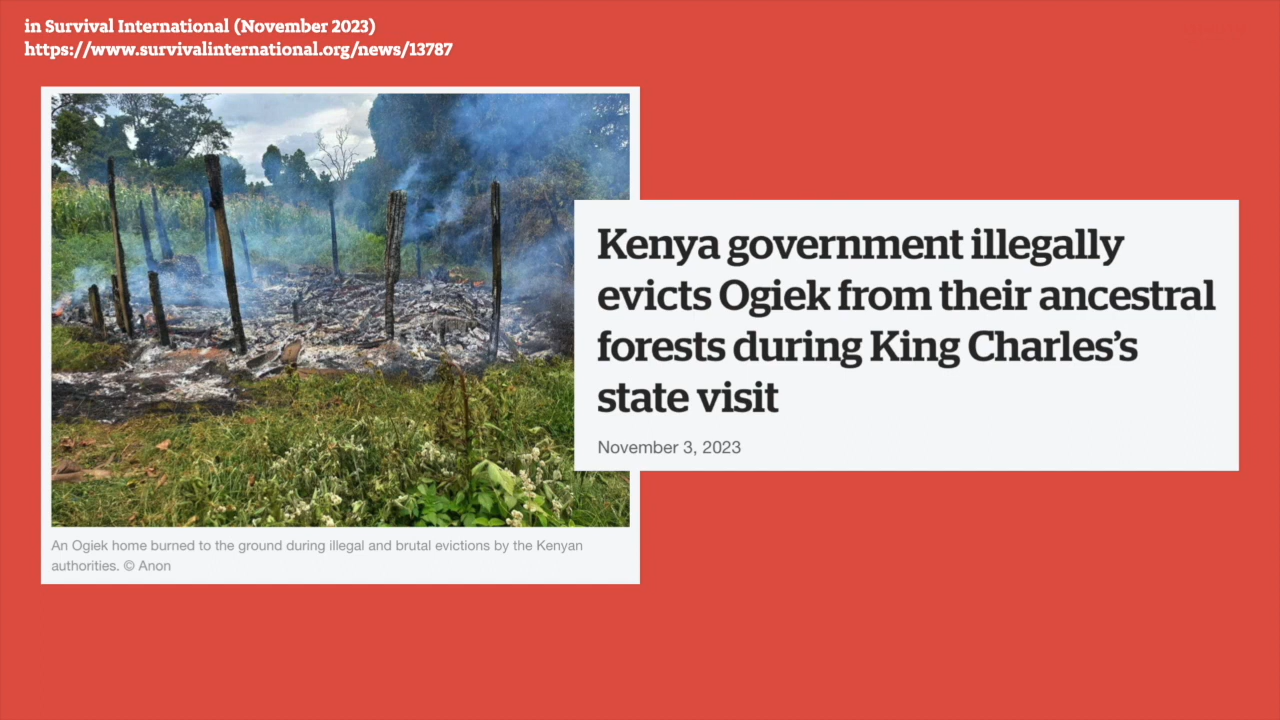 in Survival International (November 2023)
https://www.survivalinternational.org/news/13787
Kenya government illegally
evicts Ogiek from their ancestral
forests during King Charles’s
state visit
November 3, 2023
An Ogiek home burned to the ground during illegal and brutal evictions by the Kenyan
authorities. © Anon